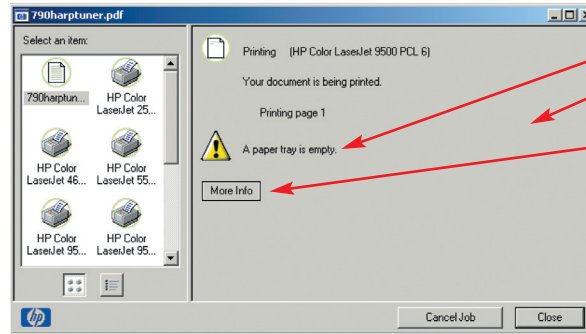 790harptuner.pdf
Select an item:
790harptun...
HP Color
LaserJet 25...
HP Color
LaserJet 46...
HP Color
LaserJet 55...
HP Color
LaserJet 95...
HP Color
LaserJet 95...
Printing (HP Color LaserJet 9500 PCL 6)
Your document is being printed.
Printing page 1
A paper tray is empty.
More Info
hp
Cancel Job
Close